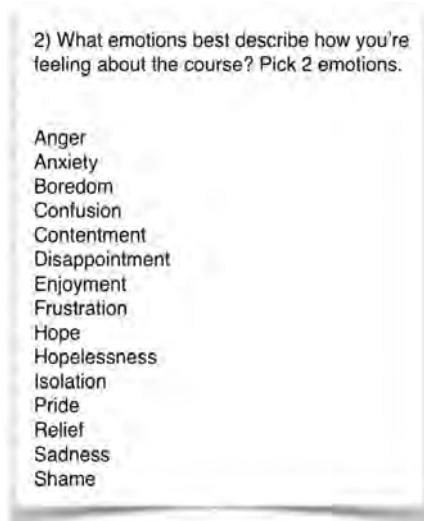 2) What emotions best describe how you're
feeling about the course? Pick 2 emotions.
Anger
Anxiety
Boredom
Confusion
Contentment
Disappointment
Enjoyment
Frustration
Hope
Hopelessness
Isolation
Pride
Relief
Sadness
Shame